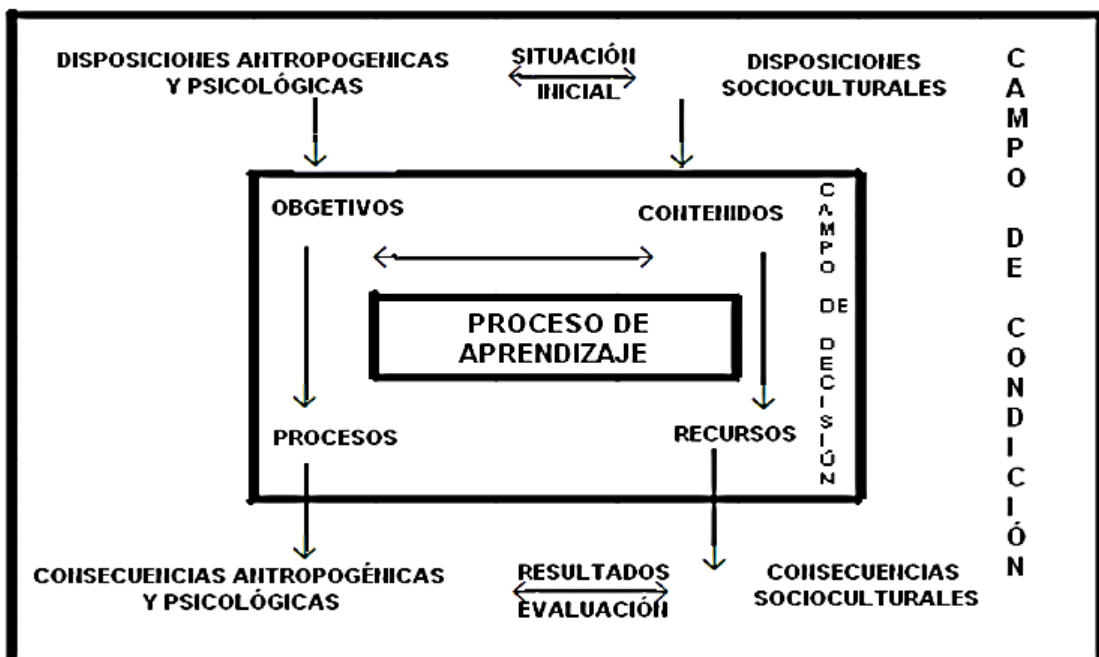 DISPOSICIONES ANTROPOGENICAS
Y PSICOLÓGICAS
SITUACIÓN
INICIAL
DISPOSICIONES
SOCIOCULTURALES
CAMPO DE CONDICIÓN
OBGETIVOS
CONTENIDOS
CAMPO DE DECISIÚN
PROCESO DE
APRENDIZAJE
PROCESOS
RECURSOS
CONSECUENCIAS ANTROPOGÉNICAS
Y PSICOLÓGICAS
RESULTADOS
EVALUACIÓN
CONSECUENCIAS
SOCIOCULTURALES